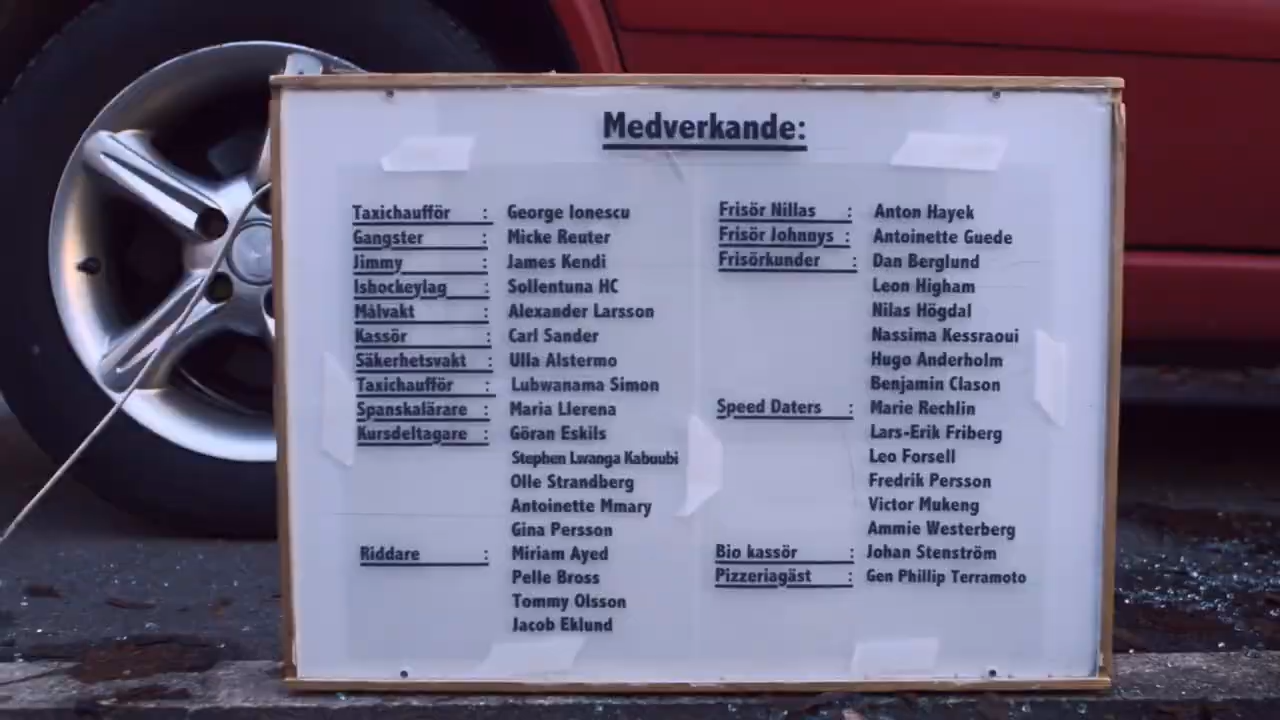 Medverkande:
Taxichaufför : George Ionescu
Gangster : Micke Reuter
Jimmy : James Kendi
Ishockeylag : Sollentuna HC
Målvakt : Alexander Larsson
Kassör : Carl Sander
Säkerhetsvakt : Ulla Alstermo
Taxichaufför : Lubwanama Simon
Spanskalärare : Maria Llerena
Kursdeltagare : Göran Eskils
Stephen Lwanga Kabuubi
Olle Strandberg
Antoinette Mmary
Gina Persson
Riddare : Miriam Ayed
Pelle Bross
Tommy Olsson
Jacob Eklund
Frisör Nillas : Anton Hayek
Frisör Johnnys : Antoinette Guede
Frisörkunder : Dan Berglund
Leon Higham
Nilas Högdal
Nassima Kessraoui
Hugo Anderholm
Benjamin Clason
Speed Daters : Marie Rechlin
Lars-Erik Friberg
Leo Forsell
Fredrik Persson
Victor Mukeng
Ammie Westerberg
Bio kassör : Johan Stenström
Pizzeriagäst : Gen Phillip Terramoto